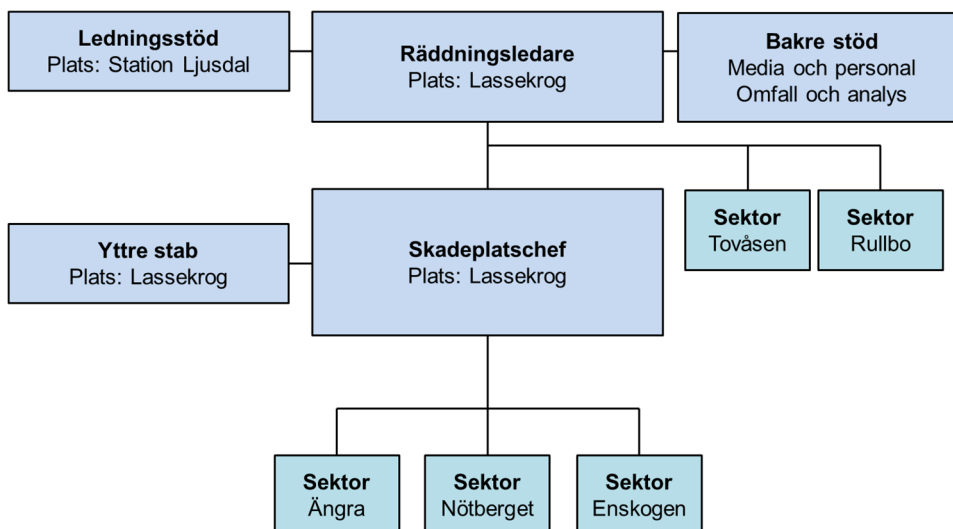 Ledningsstöd
Plats: Station Ljusdal
Räddningsledare
Plats: Lassekrog
Bakre stöd
Media och personal
Omfall och analys
Sektor
Tovåsen
Sektor
Rullbo
Yttre stab
Plats: Lassekrog
Skadeplatschef
Plats: Lassekrog
Sektor
Ängra
Sektor
Nötberget
Sektor
Enskogen